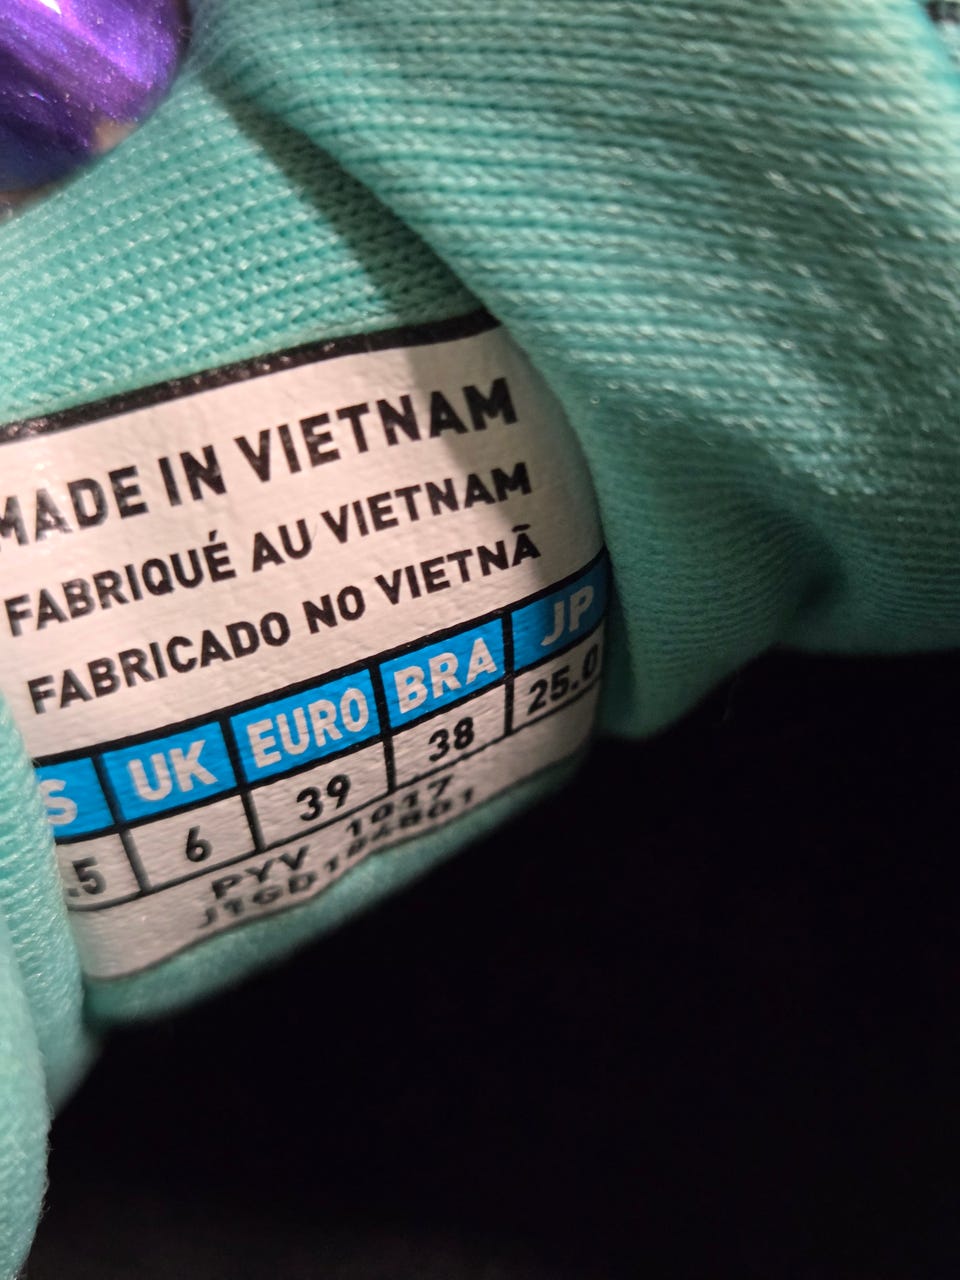 MADE IN VIETNAM
FABRIQUÉ AU VIETNAM
FABRICADO NO VIETNÃ
S UK EURO BRA JP
.5 6 39 38 25.0
PYV 1017